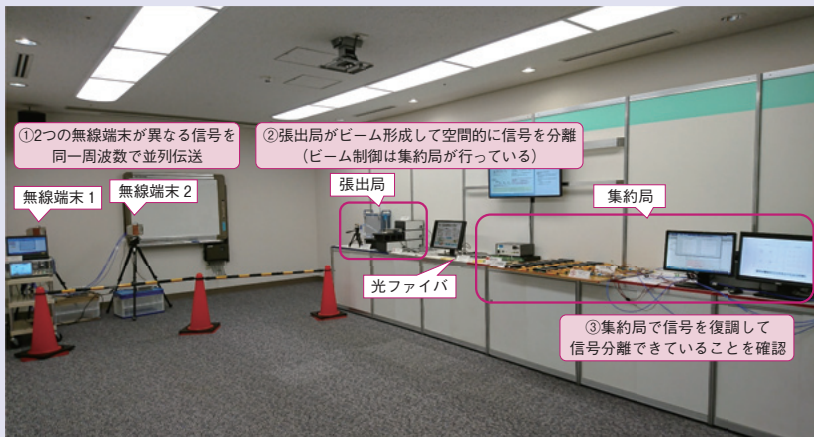 ①2つの無線端末が異なる信号を
同一周波数で並列伝送
②張出局がビーム形成して空間的に信号を分離
（ビーム制御は集約局が行っている）
無線端末 1
無線端末 2
張出局
集約局
光ファイバ
③集約局で信号を復調して
信号分離できていることを確認